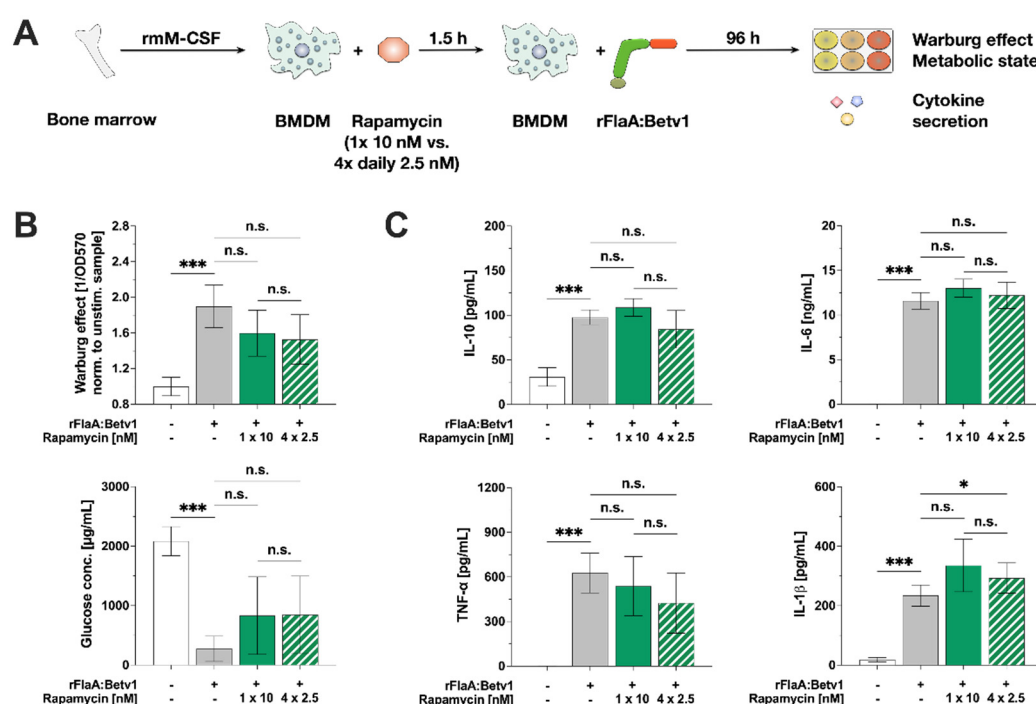 A
rmM-CSF
1.5 h
96 h
+
+
Warburg effect
Metabolic state
Cytokine
secretion
Bone marrow
BMDM
Rapamycin
(1x 10 nM vs.
4x daily 2.5 nM)
BMDM
rFlaA:Betv1
B
Warburg effect [1/OD570
norm. to unstim. sample)
2.8
2.4
2.0
1.6
1.2
0.8
n.s.
n.s.
***
n.s.
rFlaA:Betv1 - + + +
Rapamycin [nM] - - 1 x 10 4 x 2.5
Glucose conc. [µg/mL]
3000
2000
1000
0
n.s.
***
n.s.
n.s.
rFlaA:Betv1 - + + +
Rapamycin [nM] - - 1 x 10 4 x 2.5
C
IL-10 [pg/mL]
200
150
100
50
0
n.s.
n.s.
***
n.s.
rFlaA:Betv1 - + + +
Rapamycin [nM] - - 1 x 10 4 x 2.5
IL-6 [ng/mL]
20
15
10
5
0
n.s.
n.s.
***
n.s.
rFlaA:Betv1 - + + +
Rapamycin [nM] - - 1 x 10 4 x 2.5
TNF-α [pg/mL]
1200
900
600
300
0
n.s.
n.s.
***
n.s.
rFlaA:Betv1 - + + +
Rapamycin [nM] - - 1 x 10 4 x 2.5
IL-1β [pg/mL]
600
400
200
0
*
n.s.
n.s.
***
rFlaA:Betv1 - + + +
Rapamycin [nM] - - 1 x 10 4 x 2.5